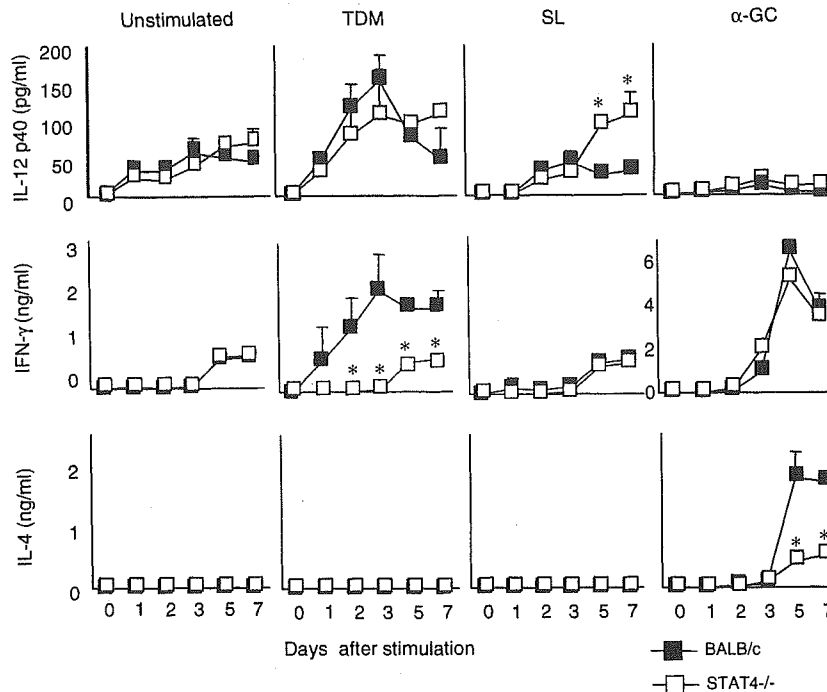 Unstimulated TDM SL α-GC
IL-12 p40 (pg/ml)
200
150
100
50
0
* *
IFN-γ (ng/ml)
3
2
1
0
* * * *
6
4
2
0
IL-4 (ng/ml)
2
1
0
* *
0 1 2 3 5 7 0 1 2 3 5 7 0 1 2 3 5 7 0 1 2 3 5 7
Days after stimulation
BALB/c
STAT4-/-